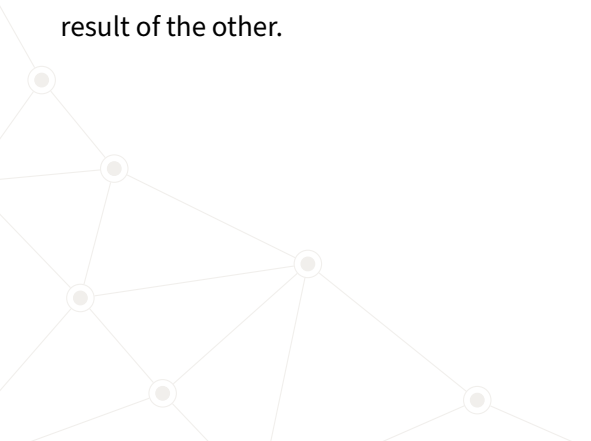 result of the other.